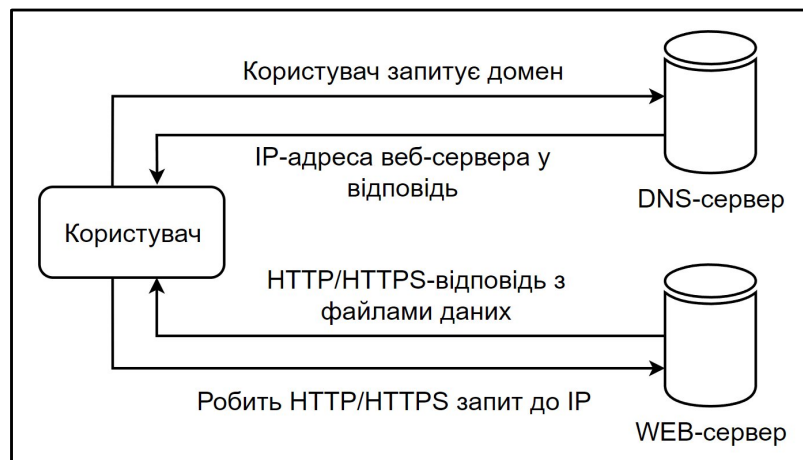 Користувач запитує домен
IP-адреса веб-сервера у
відповідь
DNS-сервер
Користувач
HTTP/HTTPS-відповідь з
файлами даних
Робить HTTP/HTTPS запит до IP
WEB-сервер